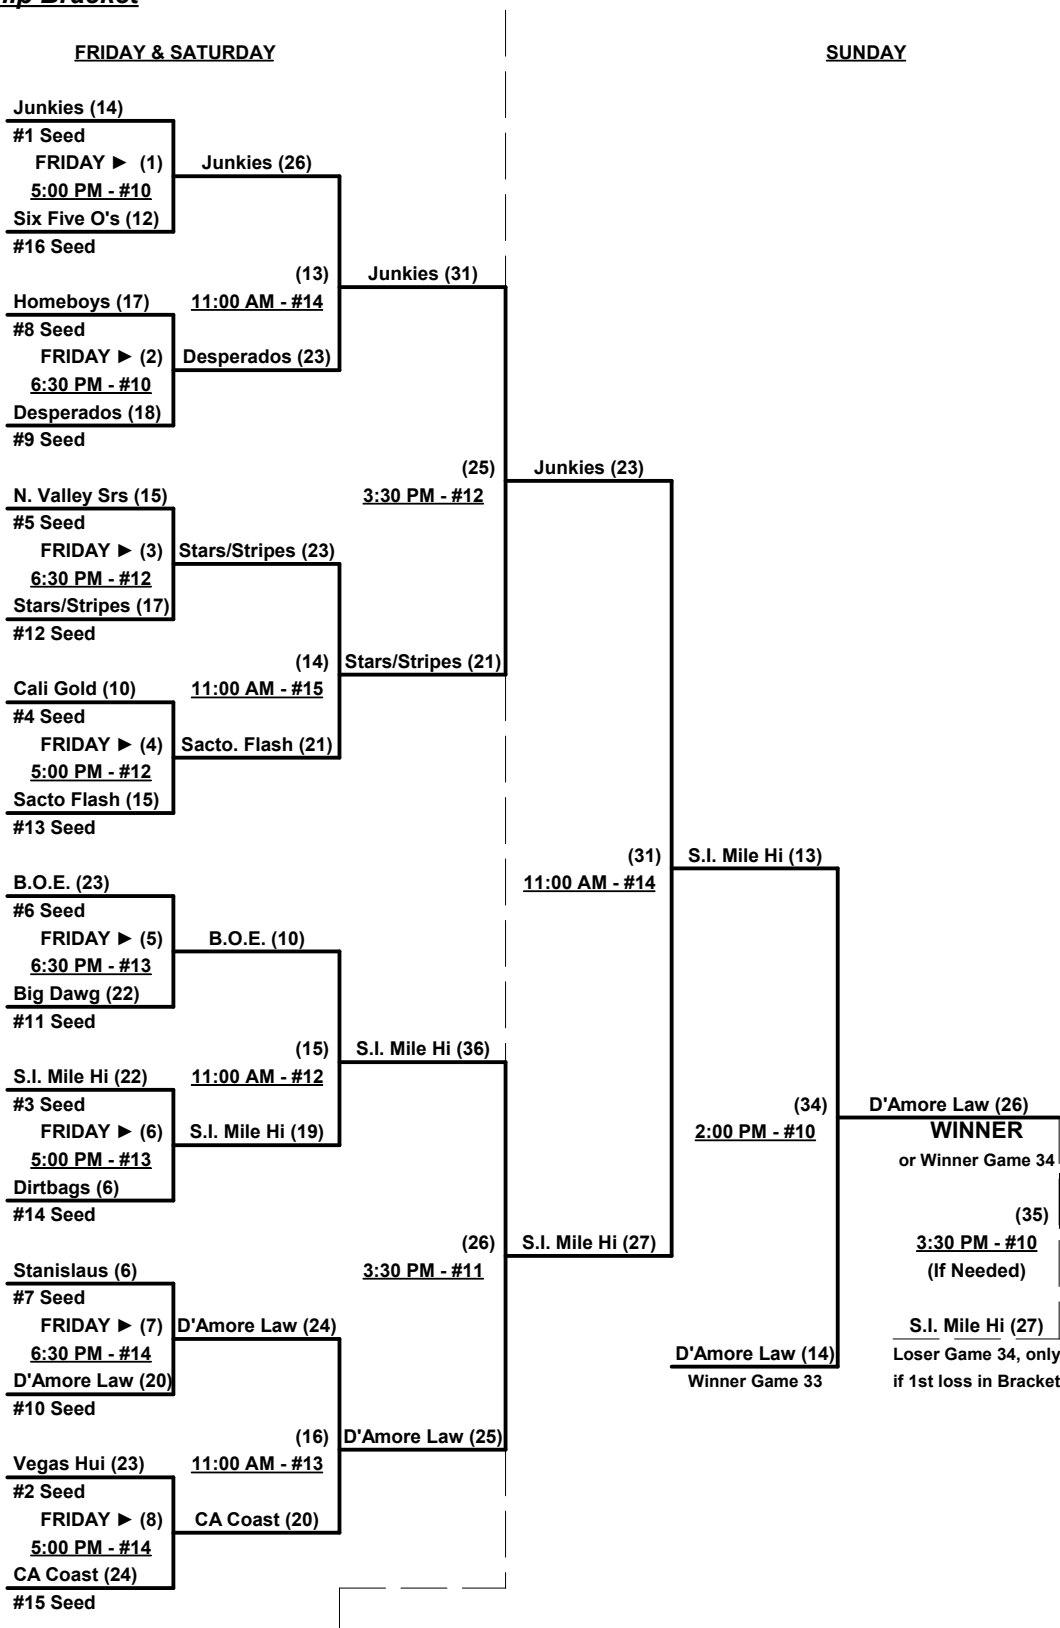 FRIDAY & SATURDAY
SUNDAY
Junkies (14)
#1 Seed
FRIDAY ► (1)
5:00 PM - #10
Six Five O's (12)
#16 Seed
Junkies (26)
(13)
11:00 AM - #14
Junkies (31)
Homeboys (17)
#8 Seed
FRIDAY ► (2)
6:30 PM - #10
Desperados (18)
#9 Seed
Desperados (23)
(25)
3:30 PM - #12
Junkies (23)
N. Valley Srs (15)
#5 Seed
FRIDAY ► (3)
6:30 PM - #12
Stars/Stripes (17)
#12 Seed
Stars/Stripes (23)
(14)
11:00 AM - #15
Stars/Stripes (21)
Cali Gold (10)
#4 Seed
FRIDAY ► (4)
5:00 PM - #12
Sacto Flash (15)
#13 Seed
Sacto. Flash (21)
(31)
11:00 AM - #14
S.I. Mile Hi (13)
B.O.E. (23)
#6 Seed
FRIDAY ► (5)
6:30 PM - #13
Big Dawg (22)
#11 Seed
B.O.E. (10)
(15)
11:00 AM - #12
S.I. Mile Hi (36)
S.I. Mile Hi (22)
#3 Seed
FRIDAY ► (6)
5:00 PM - #13
Dirtbags (6)
#14 Seed
S.I. Mile Hi (19)
(34)
2:00 PM - #10
D'Amore Law (26)
WINNER
or Winner Game 34
(35)
3:30 PM - #10
(If Needed)
S.I. Mile Hi (27)
Loser Game 34, only
if 1st loss in Bracket
(26)
3:30 PM - #11
S.I. Mile Hi (27)
Stanislaus (6)
#7 Seed
FRIDAY ► (7)
6:30 PM - #14
D'Amore Law (20)
#10 Seed
D'Amore Law (24)
D'Amore Law (14)
Winner Game 33
(16)
11:00 AM - #13
D'Amore Law (25)
Vegas Hui (23)
#2 Seed
FRIDAY ► (8)
5:00 PM - #14
CA Coast (24)
#15 Seed
CA Coast (20)